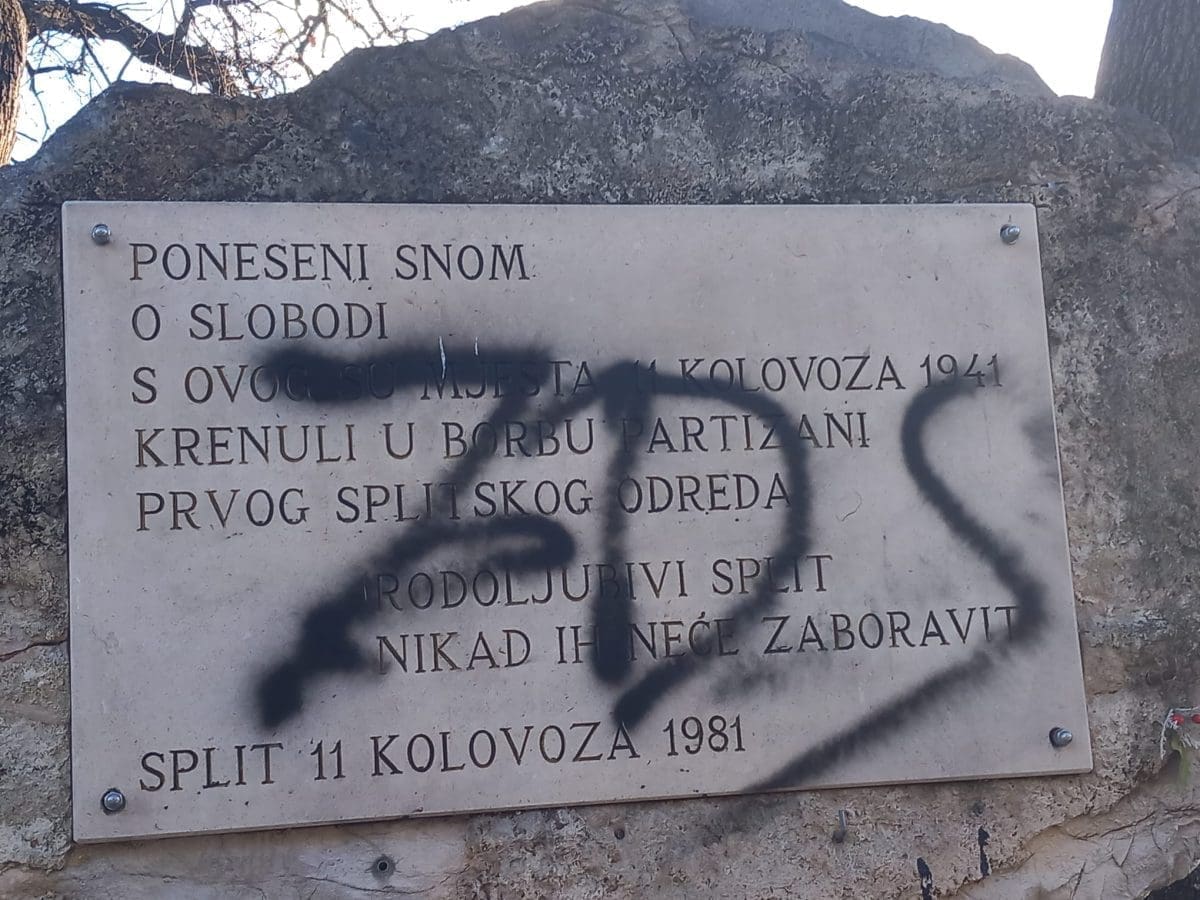 PONESENI SNOM
O SLOBODI
S OVOG SU MJESTA 11 KOLOVOZA 1941
KRENULI U BORBU PARTIZANI
PRVOG SPLITSKOG ODREDA
RODOLJUBIVI SPLIT
NIKAD IH NEĆE ZABORAVIT
SPLIT 11 KOLOVOZA 1981
ZDS